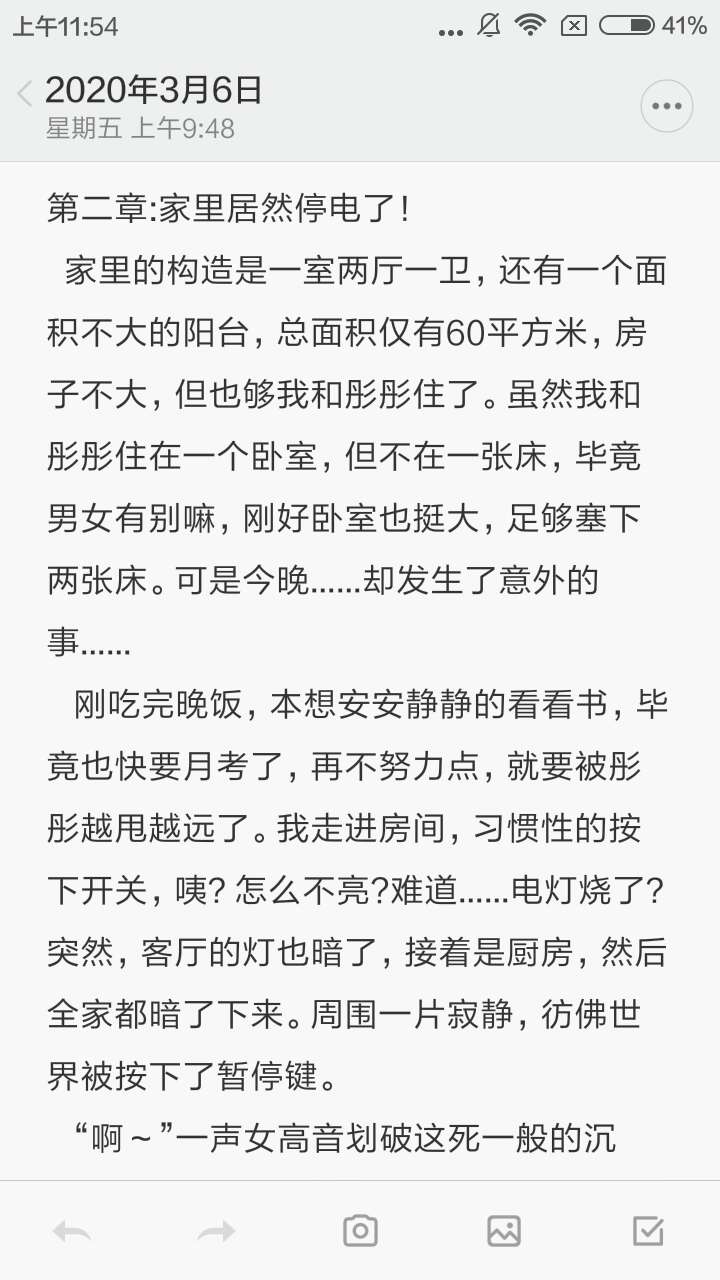 上午11:54
41%
2020年3月6日
星期五 上午9:48
第二章:家里居然停电了!
家里的构造是一室两厅一卫,还有一个面
积不大的阳台,总面积仅有60平方米,房
子不大,但也够我和彤彤住了。虽然我和
彤彤住在一个卧室,但不在一张床,毕竟
男女有别嘛,刚好卧室也挺大,足够塞下
两张床。可是今晚......却发生了意外的
事......
刚吃完晚饭,本想安安静静的看看书,毕
竟也快要月考了,再不努力点,就要被彤
彤越甩越远了。我走进房间,习惯性的按
下开关,咦?怎么不亮?难道......电灯烧了?
突然,客厅的灯也暗了,接着是厨房,然后
全家都暗了下来。周围一片寂静,彷佛世
界被按下了暂停键。
“啊~”一声女高音划破这死一般的沉